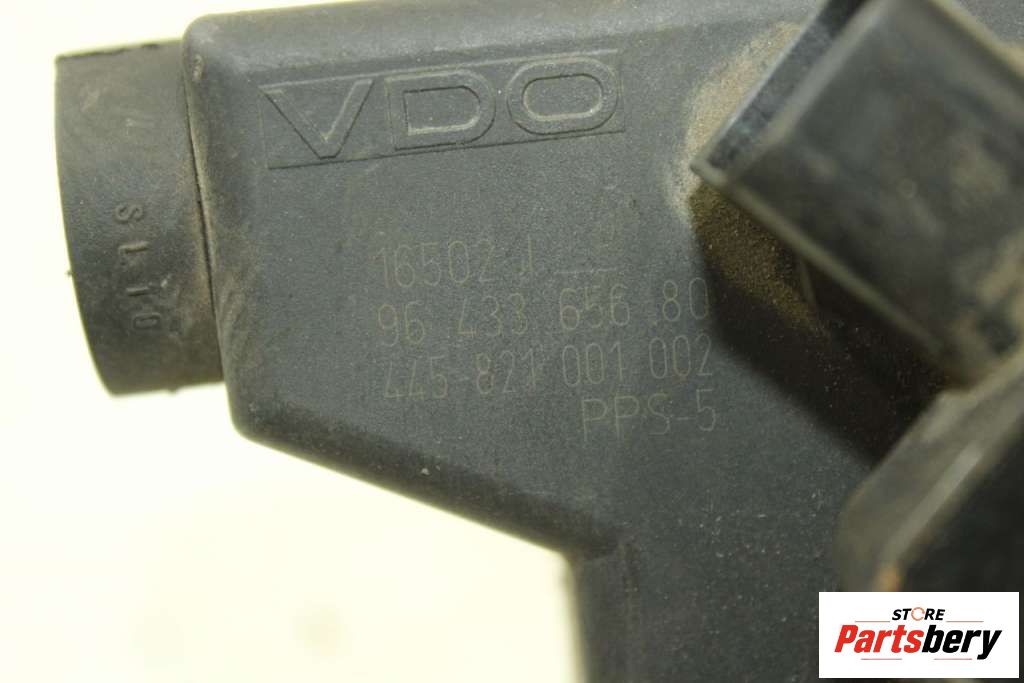 VDO
16502
96 433 656 80
445-821 001 002
PPS-5
STORE
Partsbery